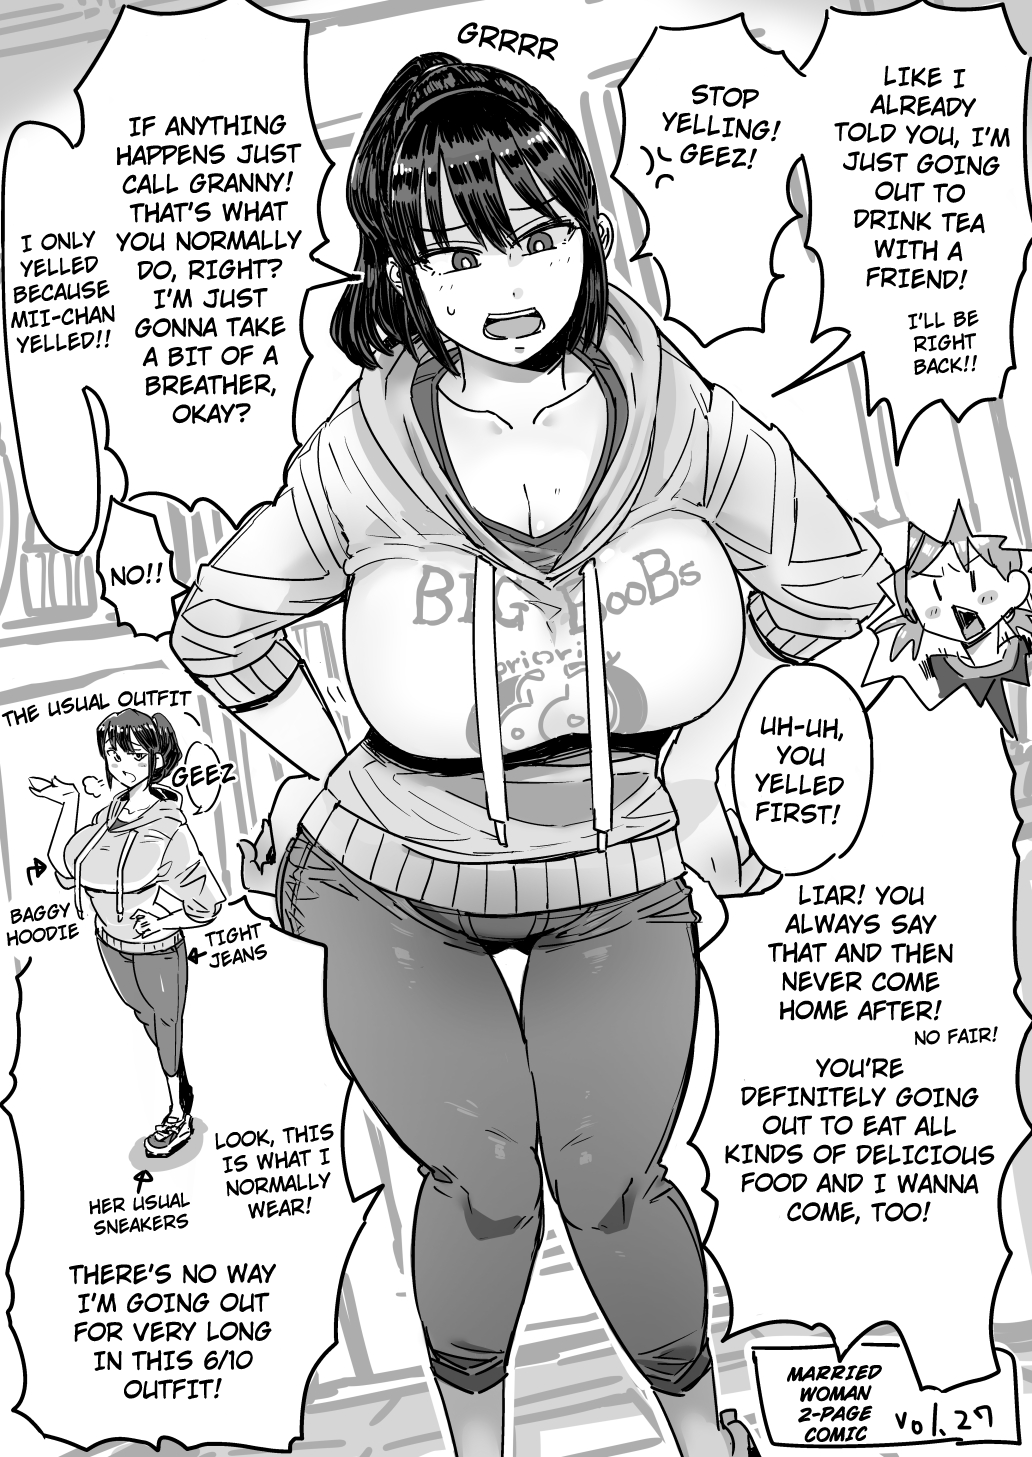 GRRRR
LIKE I
ALREADY
TOLD YOU, I'M
JUST GOING
OUT TO
DRINK TEA
WITH A
FRIEND!
I'LL BE
RIGHT
BACK!!
STOP
YELLING!
GEEZ!
IF ANYTHING
HAPPENS JUST
CALL GRANNY!
THAT'S WHAT
YOU NORMALLY
DO, RIGHT?
I'M JUST
GONNA TAKE
A BIT OF A
BREATHER,
OKAY?
I ONLY
YELLED
BECAUSE
MII-CHAN
YELLED!!
NO!!
BIG BooBs
priority
UH-UH,
YOU
YELLED
FIRST!
LIAR! YOU
ALWAYS SAY
THAT AND THEN
NEVER COME
HOME AFTER!
NO FAIR!
YOU'RE
DEFINITELY GOING
OUT TO EAT ALL
KINDS OF DELICIOUS
FOOD AND I WANNA
COME, TOO!
THE USUAL OUTFIT
GEEZ
BAGGY
HOODIE
TIGHT
JEANS
HER USUAL
SNEAKERS
LOOK, THIS
IS WHAT I
NORMALLY
WEAR!
THERE'S NO WAY
I'M GOING OUT
FOR VERY LONG
IN THIS 6/10
OUTFIT!
MARRIED
WOMAN
2-PAGE
COMIC
vol.27